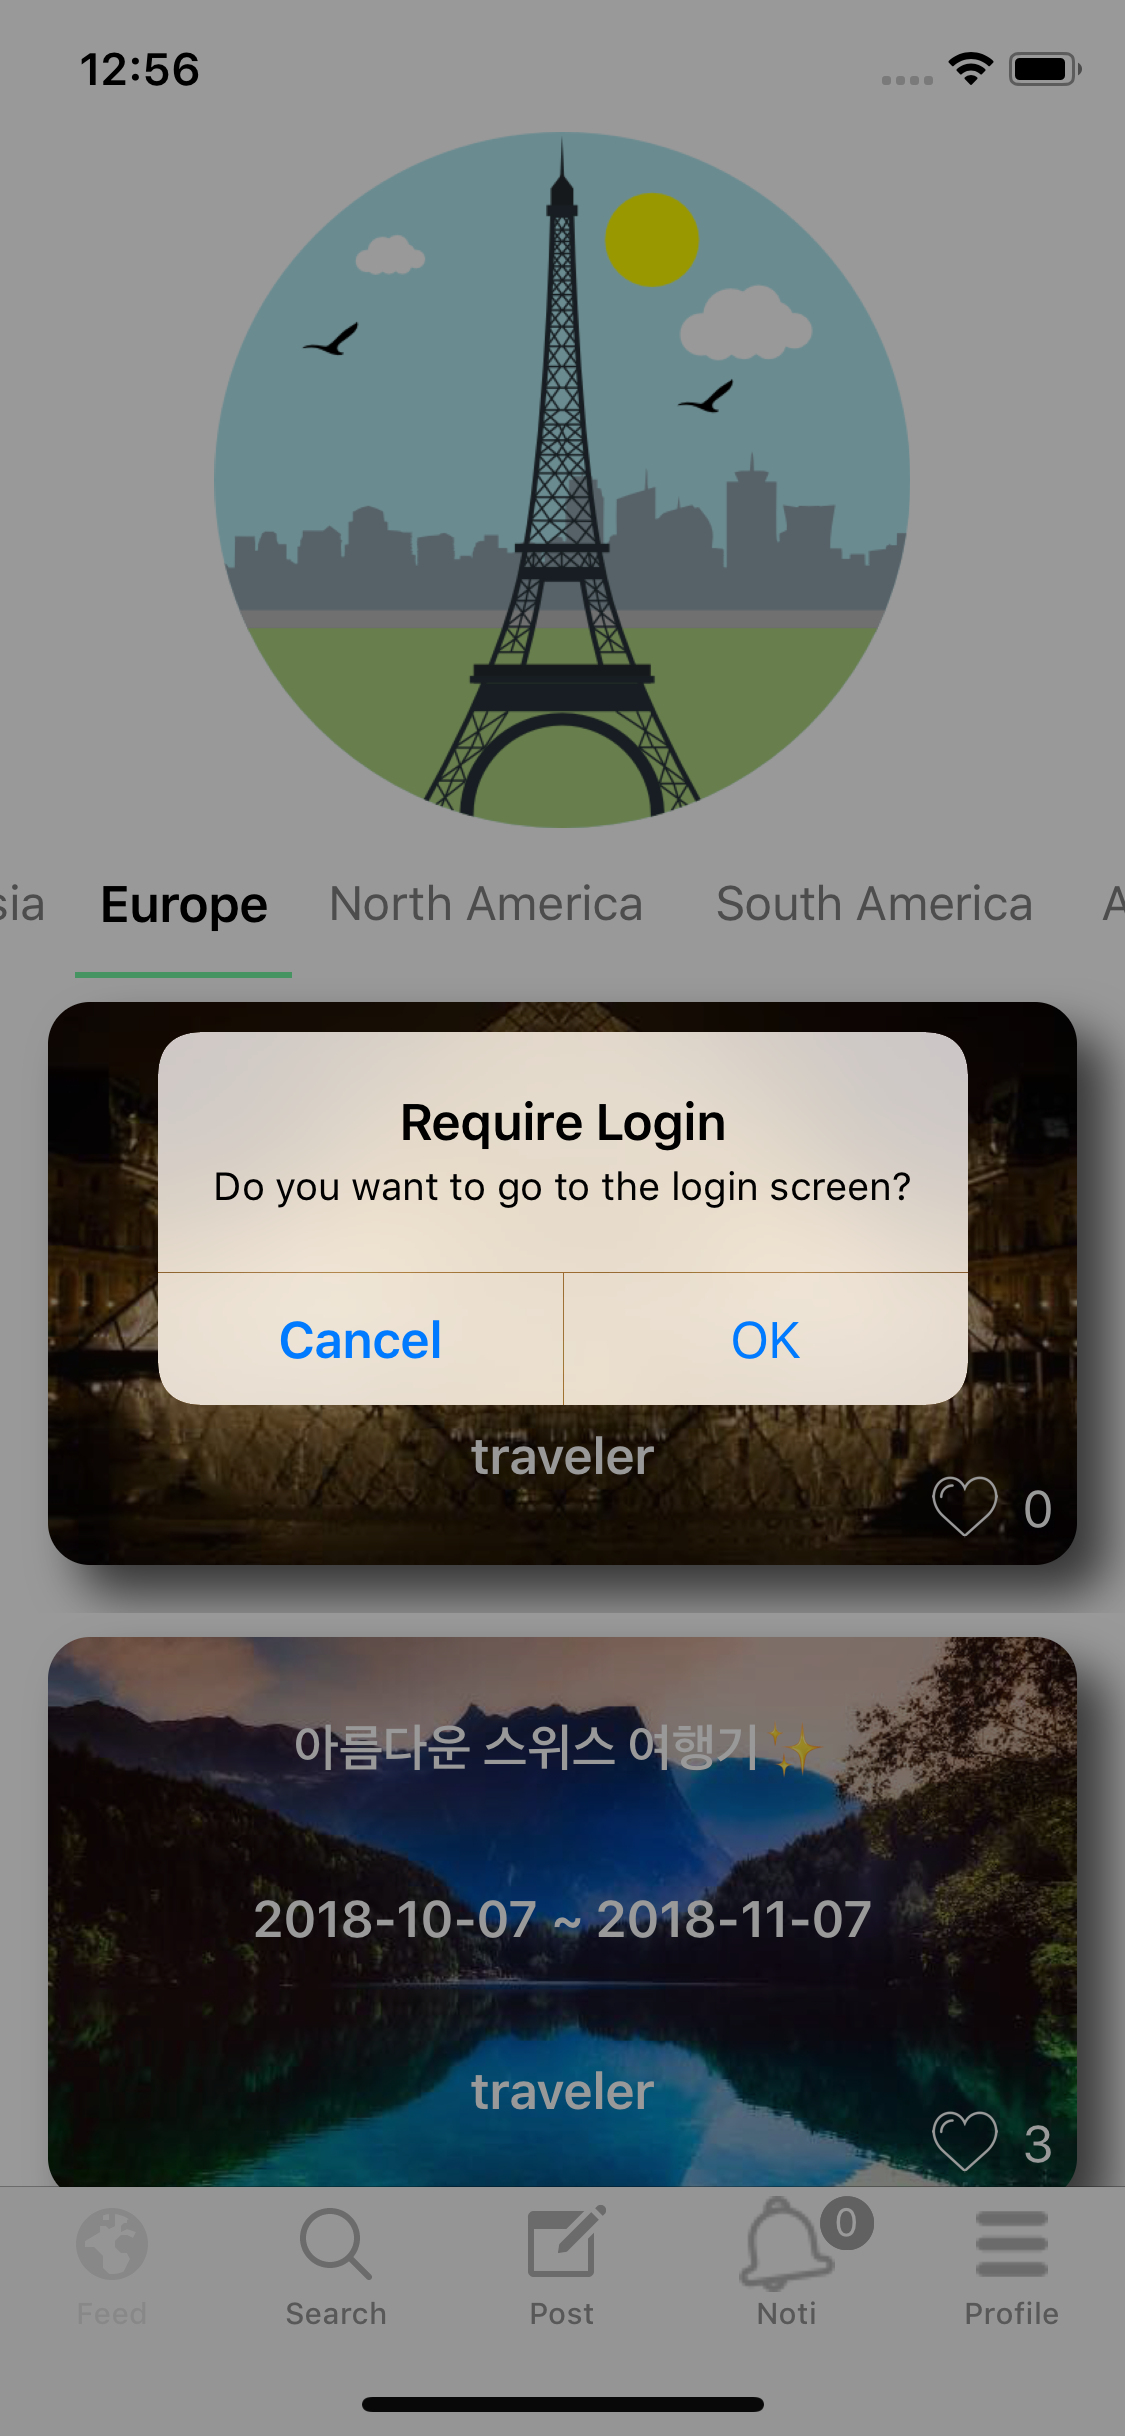 12:56
sia Europe North America South America A
Require Login
Do you want to go to the login screen?
Cancel OK
traveler
0
아름다운 스위스 여행기✨
2018-10-07 ~ 2018-11-07
traveler
3
0
Feed Search Post Noti Profile